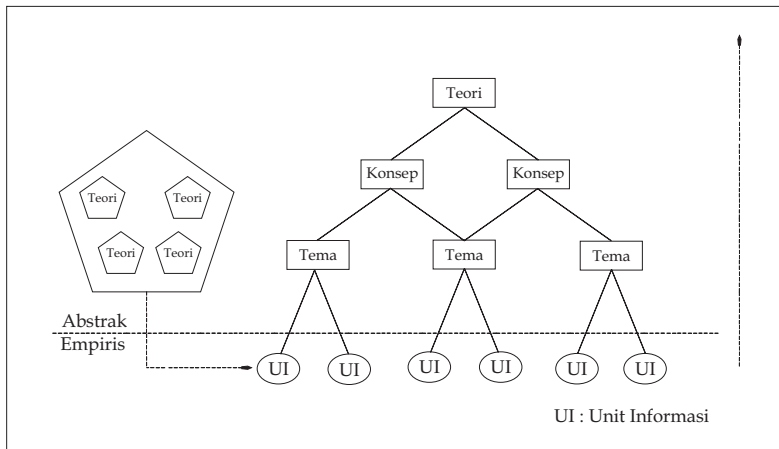 Teori
Konsep
Konsep
Teori
Teori
Teori
Teori
Tema
Tema
Tema
Abstrak
Empiris
UI
UI
UI
UI
UI
UI
UI : Unit Informasi